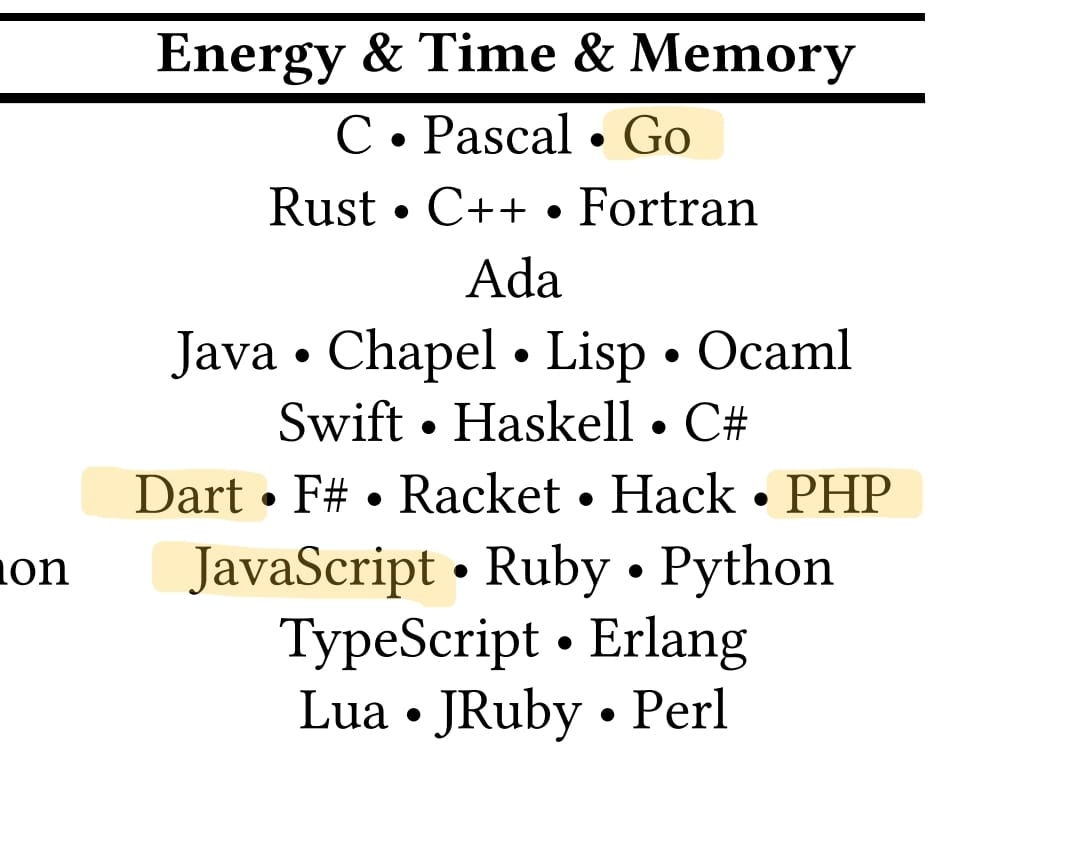 Energy & Time & Memory
C • Pascal • Go
Rust • C++ • Fortran
Ada
Java • Chapel • Lisp • Ocaml
Swift • Haskell • C#
Dart • F# • Racket • Hack • PHP
JavaScript • Ruby • Python
TypeScript • Erlang
Lua • JRuby • Perl